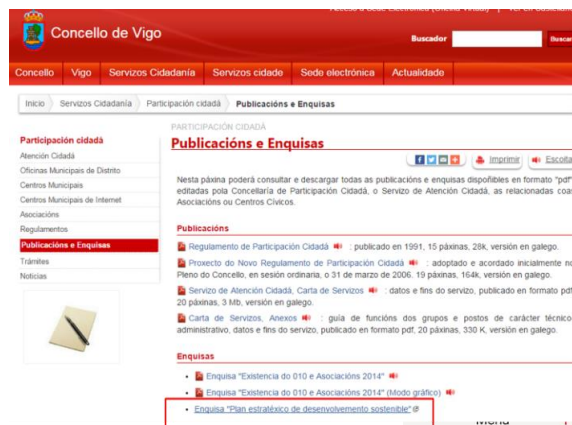 Concello de Vigo
Buscador
Buscar
Concello Vigo Servizos Cidadanía Servizos cidade Sede electrónica Actualidade
Inicio Servizos Cidadanía Participación cidadá Publicacións e Enquisas
PARTICIPACIÓN CIDADÁ
Publicacións e Enquisas
Imprimir Escoita
Participación cidadá
Atención Cidadá
Oficinas Municipais de Distrito
Centros Municipais
Centros Municipais de Internet
Asociacións
Regulamentos
Publicacións e Enquisas
Trámites
Noticias
Nesta páxina poderá consultar e descargar todas as publicacións e enquisas dispoñibles en formato "pdf"
editadas pola Concellaría de Participación Cidadá, o Servizo de Atención Cidadá, as relacionadas coas
Asociacións ou Centros Cívicos.
Publicacións
Regulamento de Participación Cidadá : publicado en 1991, 15 páxinas, 28k, versión en galego.
Proxecto do Novo Regulamento de Participación Cidadá : adoptado e acordado inicialmente no
Pleno do Concello, en sesión ordinaria, o 31 de marzo de 2006. 19 páxinas, 164k, versión en galego.
Servizo de Atención Cidadá, Carta de Servizos : datos e fins do servizo, publicado en formato pdf
20 páxinas, 3 Mb, versión en galego.
Carta de Servizos, Anexos : guía de funcións dos grupos e postos de carácter técnico
administrativo, datos e fins do servizo, publicado en formato pdf, 20 páxinas, 330 K, versión en galego.
Enquisas
Enquisa "Existencia do 010 e Asociacións 2014"
Enquisa "Existencia do 010 e Asociacións 2014" (Modo gráfico)
Enquisa "Plan estratéxico de desenvolvemento sostenible"